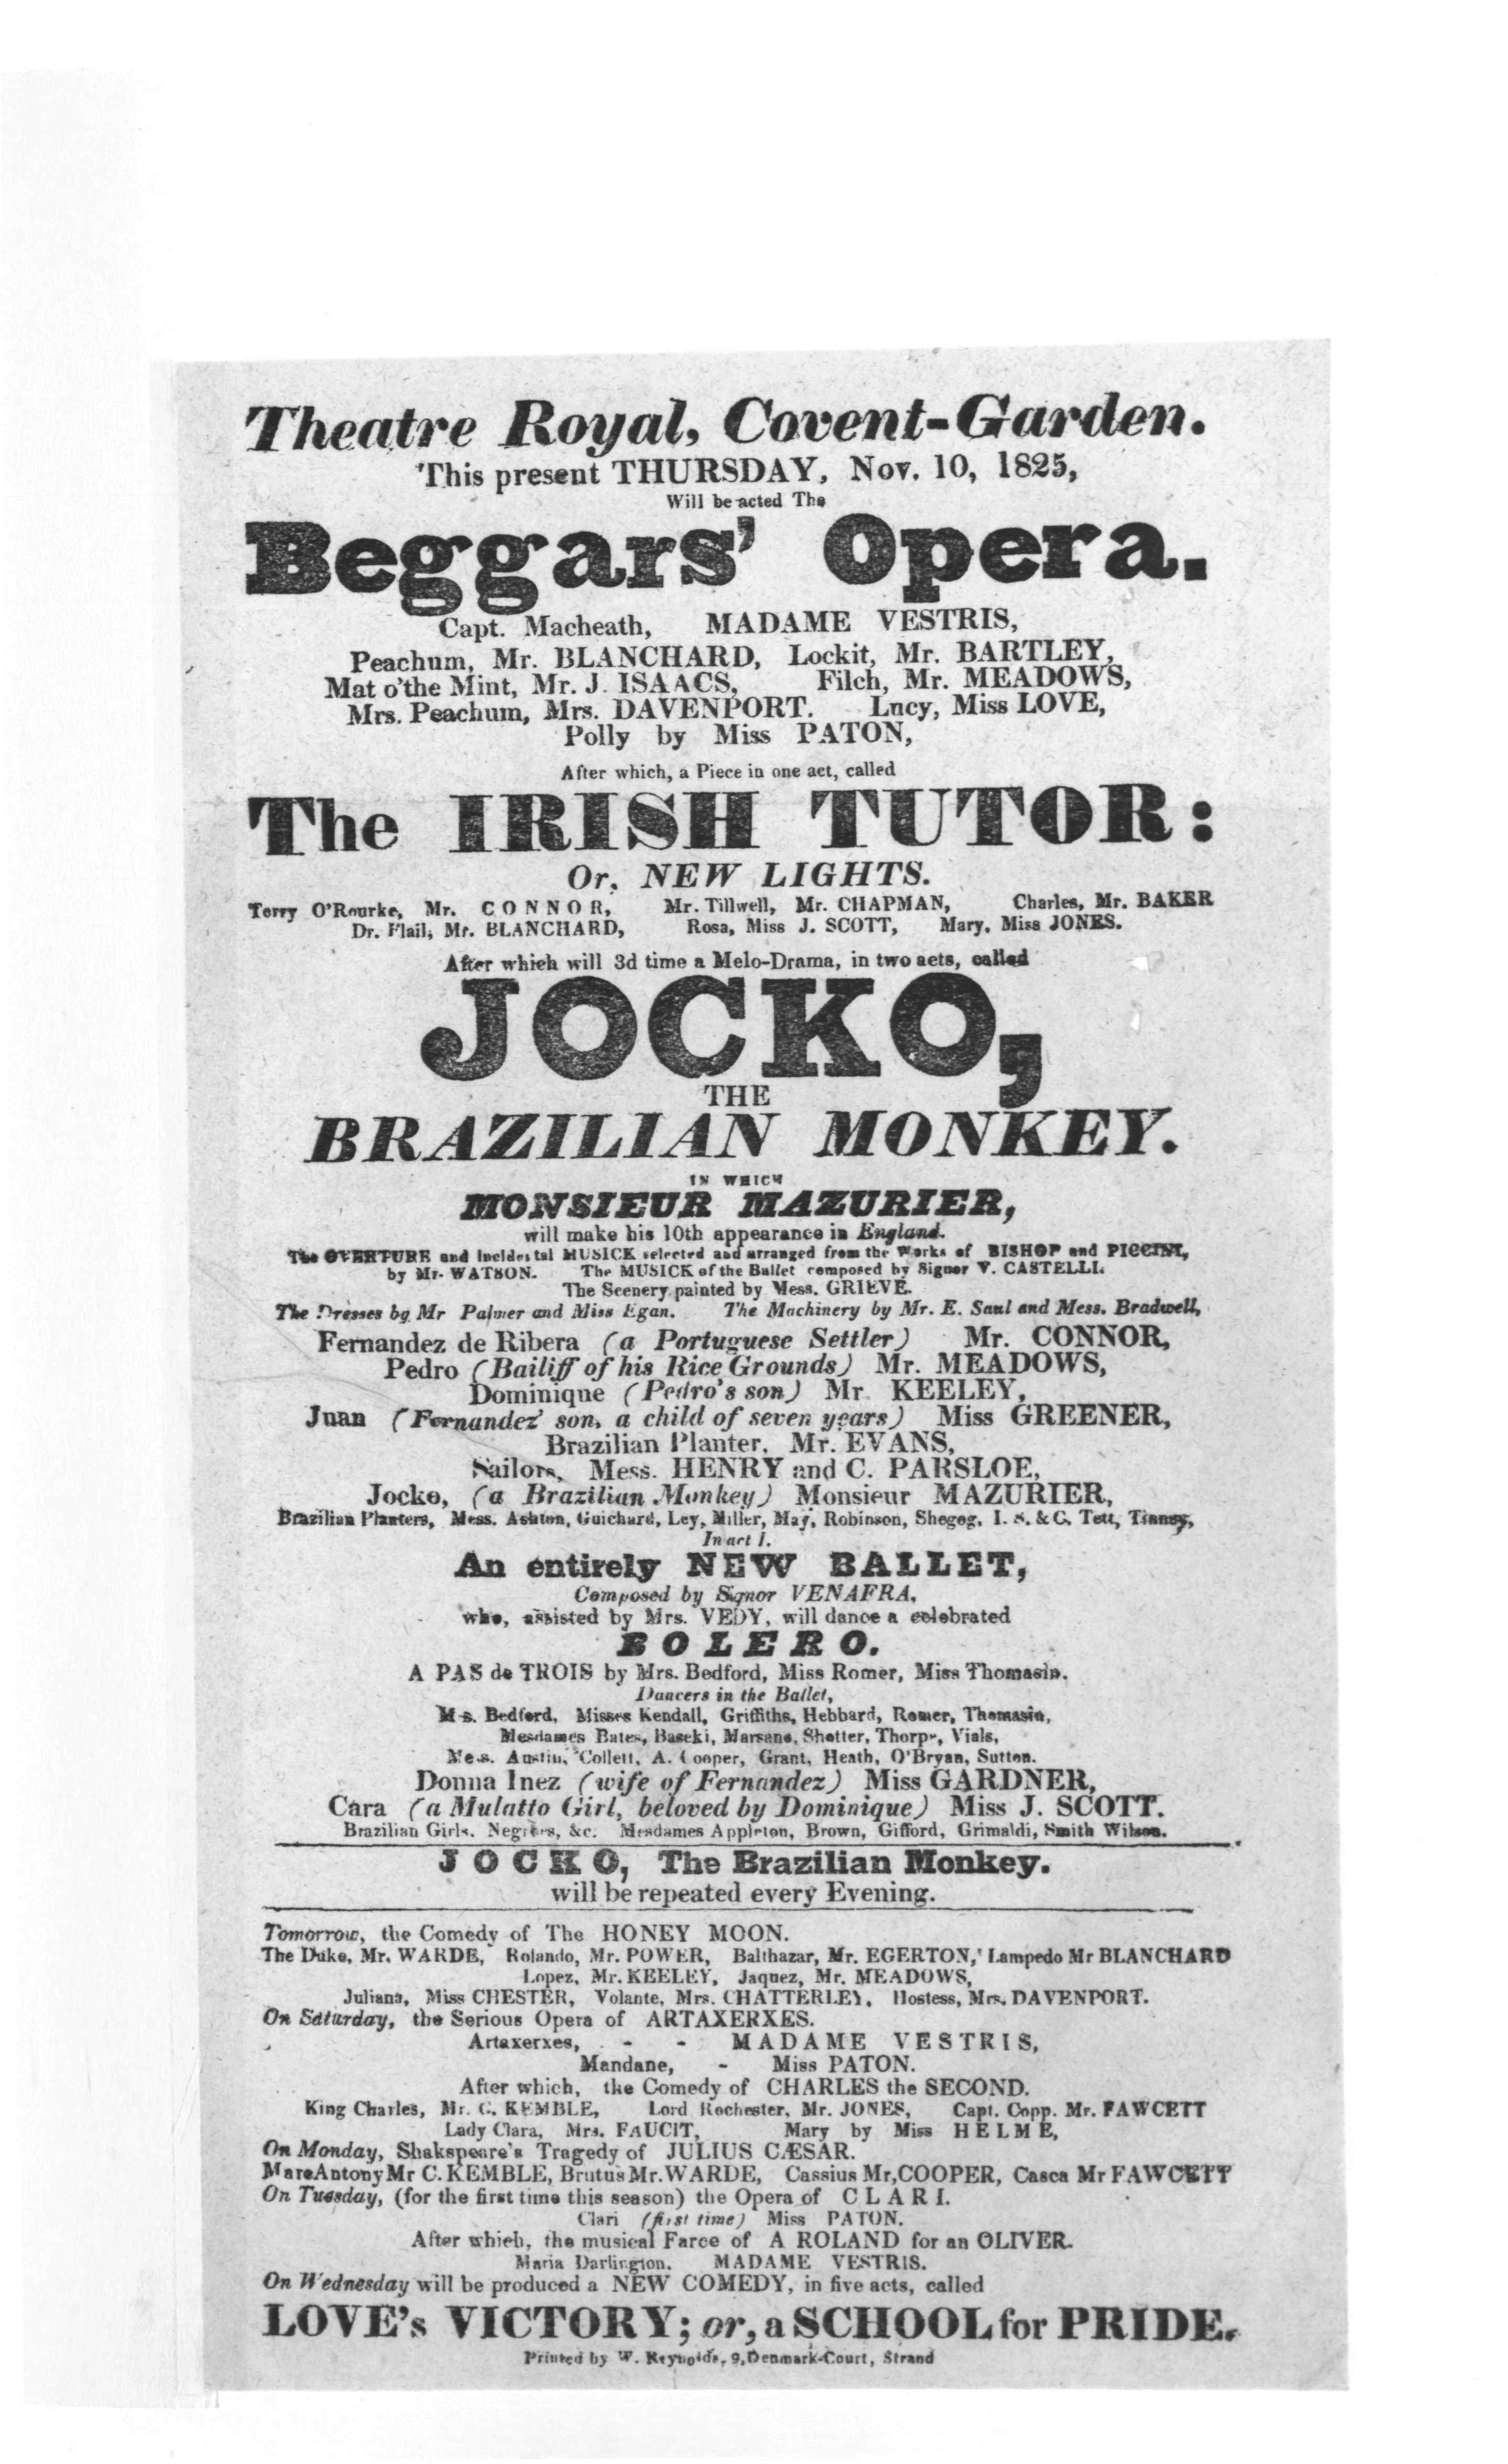 Theatre Royal, Covent-Garden.
This present THURSDAY, Nov. 10, 1825,
Will be acted The
Beggars' Opera.
Capt. Macheath, MADAME VESTRIS,
Peachum, Mr. BLANCHARD, Lockit, Mr. BARTLEY,
Mat o'the Mint, Mr. J. ISAACS, Filch, Mr. MEADOWS,
Mrs. Peachum, Mrs. DAVENPORT. Lucy, Miss LOVE,
Polly by Miss PATON,
After which, a Piece in one act, called
The IRISH TUTOR:
Or, NEW LIGHTS.
Terry O'Rourke, Mr. CONNOR, Mr. Tillwell, Mr. CHAPMAN, Charles, Mr. BAKER
Dr. Flail, Mr. BLANCHARD, Rosa, Miss J. SCOTT, Mary, Miss JONES.
After which will 3d time a Melo-Drama, in two acts, called
JOCKO,
THE
BRAZILIAN MONKEY.
IN WHICH
MONSIEUR MAZURIER,
will make his 10th appearance in England.
The OVERTURE and Incidental MUSICK selected and arranged from the Works of BISHOP and PICCINI,
by Mr. WATSON. The MUSICK of the Ballet composed by Signor V. CASTELLI.
The Scenery painted by Mess. GRIEVE.
The Dresses by Mr Palmer and Miss Egan. The Machinery by Mr. E. Saul and Mess. Bradwell,
Fernandez de Ribera (a Portuguese Settler) Mr. CONNOR,
Pedro (Bailiff of his Rice Grounds) Mr. MEADOWS,
Dominique (Pedro's son) Mr. KEELEY,
Juan (Fernandez' son, a child of seven years) Miss GREENER,
Brazilian Planter, Mr. EVANS,
Sailors, Mess. HENRY and C. PARSLOE,
Jocko, (a Brazilian Monkey) Monsieur MAZURIER,
Brazilian Planters, Mess. Ashton, Guichard, Ley, Miller, May, Robinson, Shegog, I. S. & C. Tett, Tinney,
In act 1.
An entirely NEW BALLET,
Composed by Signor VENAFRA,
who, assisted by Mrs. VEDY, will dance a celebrated
BOLERO.
A PAS de TROIS by Mrs. Bedford, Miss Romer, Miss Thomasin.
Dancers in the Ballet,
Mrs. Bedford, Misses Kendall, Griffiths, Hebbard, Romer, Thomasin,
Mesdames Bates, Baseki, Marsano, Shotter, Thorpe, Vials,
Mess. Austin, Collett, A. Cooper, Grant, Heath, O'Bryan, Sutton.
Donna Inez (wife of Fernandez) Miss GARDNER,
Cara (a Mulatto Girl, beloved by Dominique) Miss J. SCOTT.
Brazilian Girls, Negroes, &c. Mesdames Appleton, Brown, Gifford, Grimaldi, Smith Wilson.
JOCKO, The Brazilian Monkey.
will be repeated every Evening.
Tomorrow, the Comedy of The HONEY MOON.
The Duke, Mr. WARDE, Rolando, Mr. POWER, Balthazar, Mr. EGERTON, Lampedo Mr BLANCHARD
Lopez, Mr. KEELEY, Jaquez, Mr. MEADOWS,
Juliana, Miss CHESTER, Volante, Mrs. CHATTERLEY, Hostess, Mrs. DAVENPORT.
On Saturday, the Serious Opera of ARTAXERXES.
Artaxerxes, - - MADAME VESTRIS,
Mandane, - Miss PATON.
After which, the Comedy of CHARLES the SECOND.
King Charles, Mr. C. KEMBLE, Lord Rochester, Mr. JONES, Capt. Copp. Mr. FAWCETT
Lady Clara, Mrs. FAUCIT, Mary by Miss HELME,
On Monday, Shakspeare's Tragedy of JULIUS CÆSAR.
Marc Antony Mr C. KEMBLE, Brutus Mr. WARDE, Cassius Mr, COOPER, Casca Mr FAWCETT
On Tuesday, (for the first time this season) the Opera of CLARI.
Clari (first time) Miss PATON.
After which, the musical Farce of A ROLAND for an OLIVER.
Maria Darlington, MADAME VESTRIS.
On Wednesday will be produced a NEW COMEDY, in five acts, called
LOVE's VICTORY; or, a SCHOOL for PRIDE.
Printed by W. Reynolds, 9, Denmark-Court, Strand